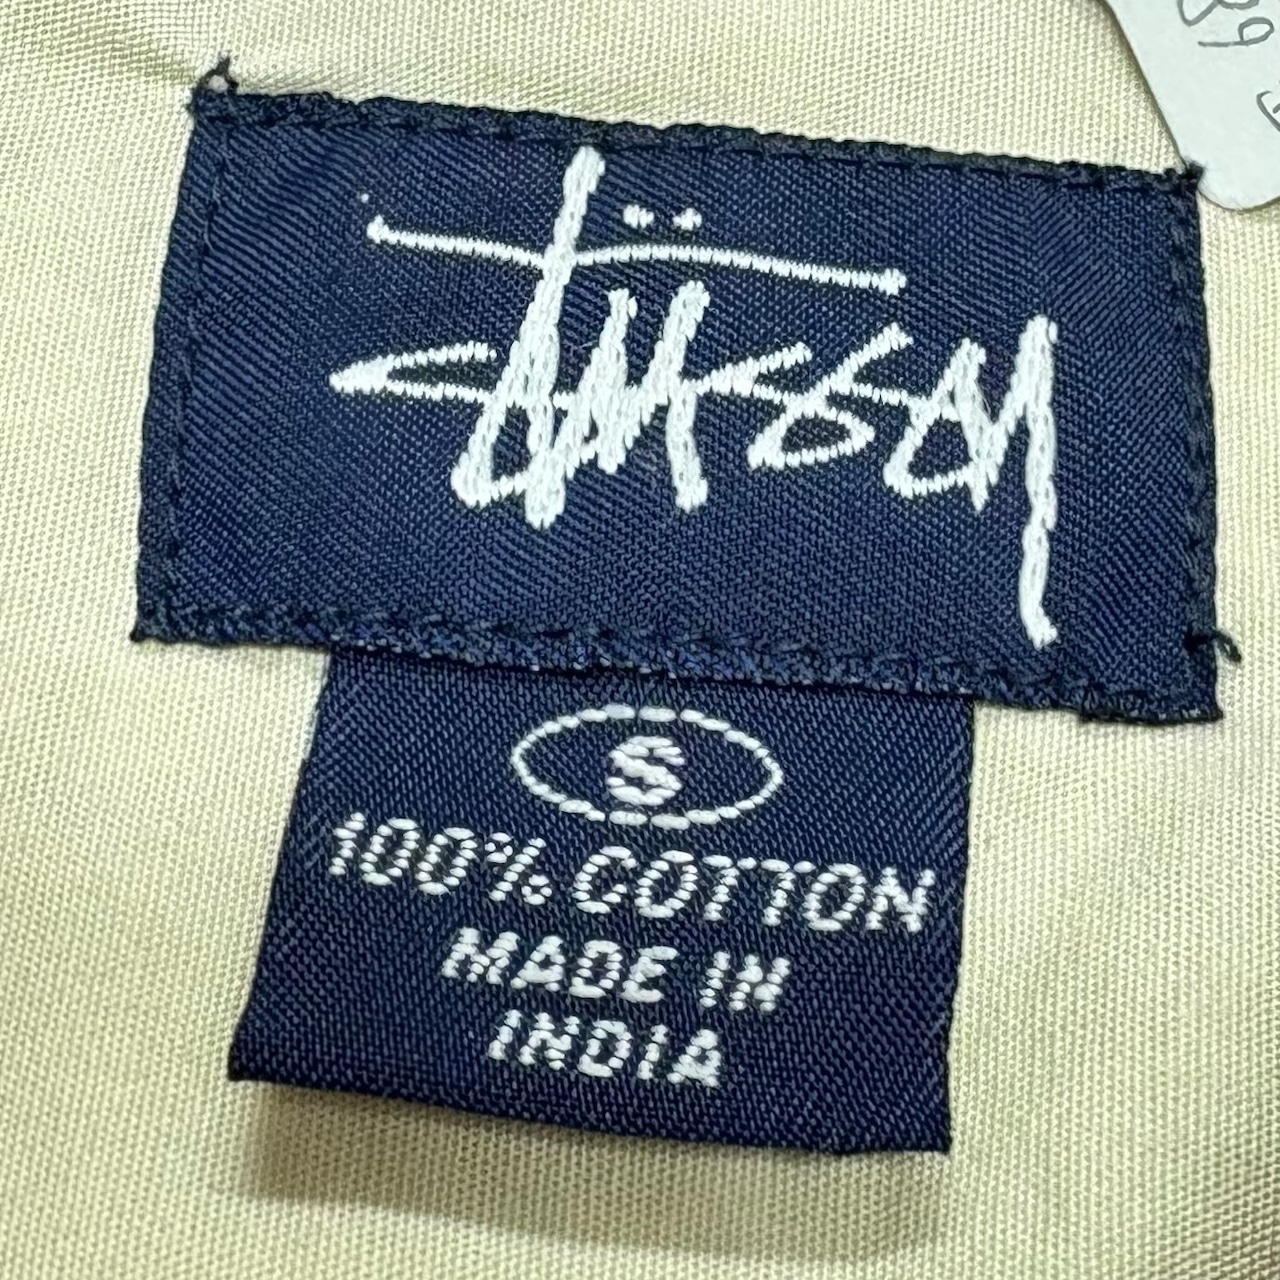 Stüssy
S
100% COTTON
MADE IN
INDIA